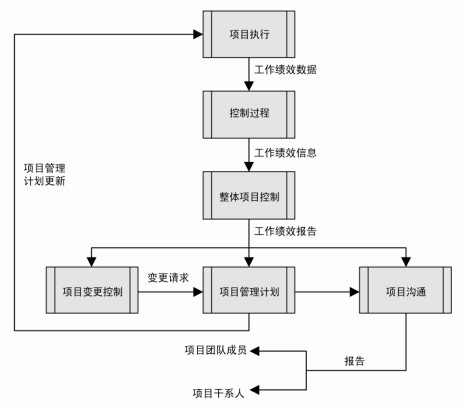 项目执行
工作绩效数据
控制过程
工作绩效信息
项目管理
计划更新
整体项目控制
工作绩效报告
变更请求
项目变更控制
项目管理计划
项目沟通
项目团队成员
报告
项目干系人